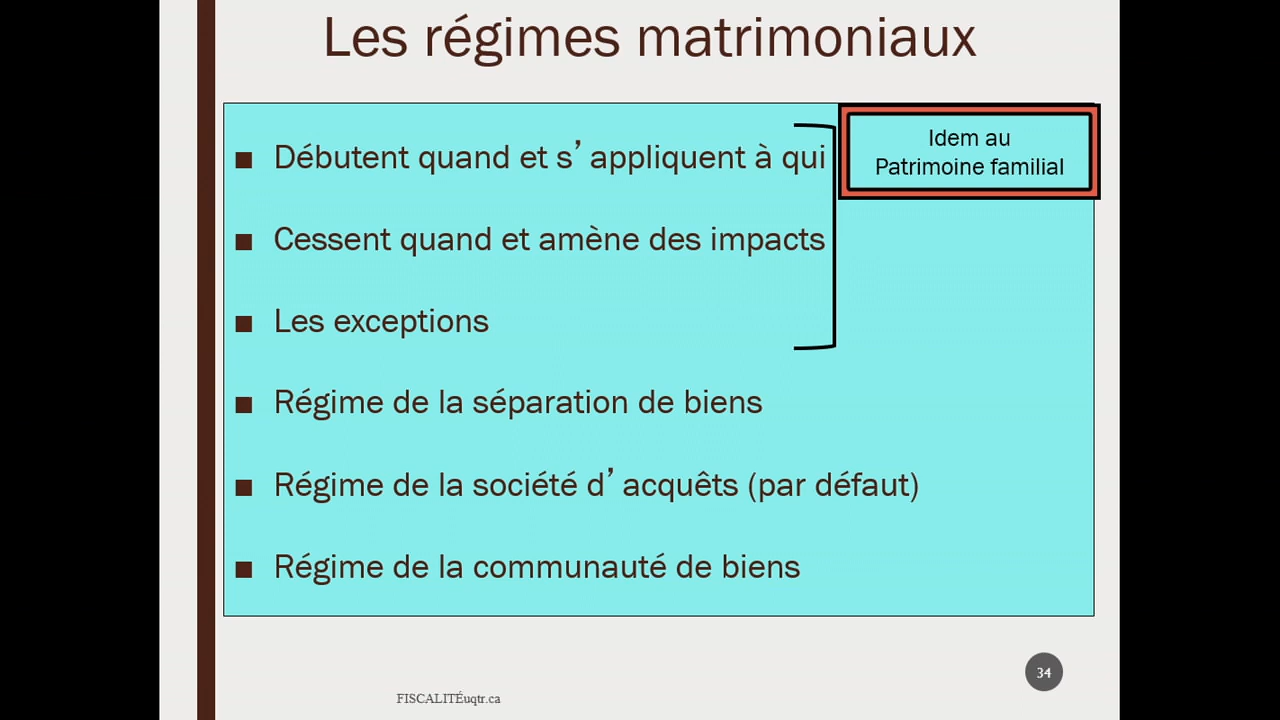 Les régimes matrimoniaux
Idem au
Patrimoine familial
■ Débutent quand et s’appliquent à qui
■ Cessent quand et amène des impacts
■ Les exceptions
■ Régime de la séparation de biens
■ Régime de la société d’acquêts (par défaut)
■ Régime de la communauté de biens
34
FISCALITÉuqtr.ca